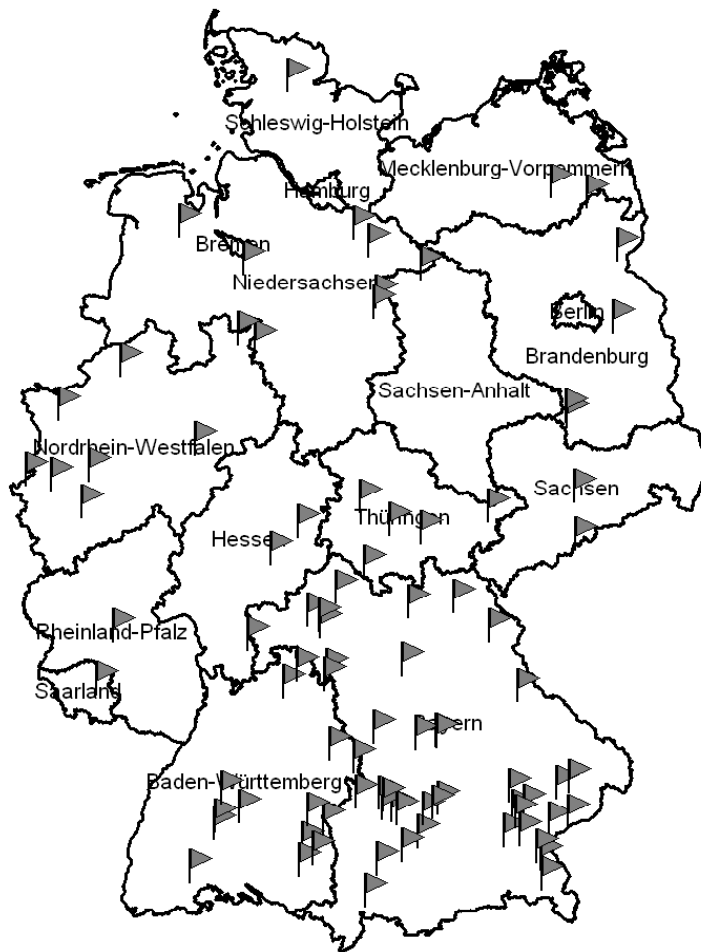 Schleswig-Holstein
Mecklenburg-Vorpommern
Hamburg
Bremen
Niedersachsen
Berlin
Brandenburg
Sachsen-Anhalt
Nordrhein-Westfalen
Sachsen
Thüringen
Hessen
Rheinland-Pfalz
Saarland
Bayern
Baden-Württemberg